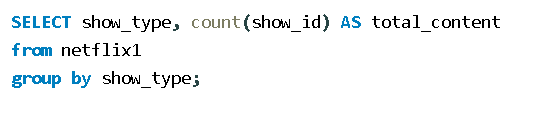 SELECT show_type, count(show_id) AS total_content
from netflix1
group by show_type;